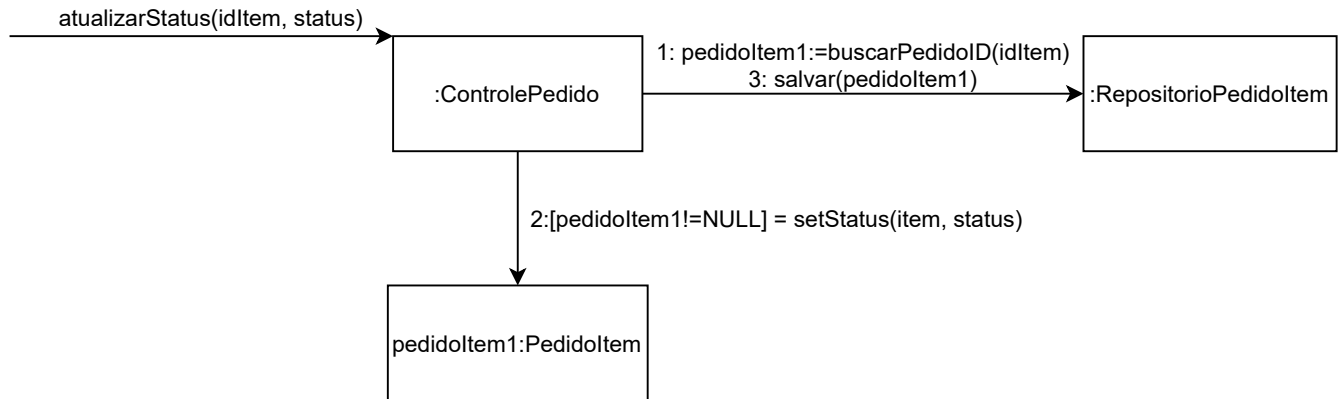 atualizarStatus(idItem, status)
1: pedidoItem1:=buscarPedidoID(idItem)
3: salvar(pedidoItem1)
:ControlePedido
:RepositorioPedidoItem
2:[pedidoItem1!=NULL] = setStatus(item, status)
pedidoItem1:PedidoItem